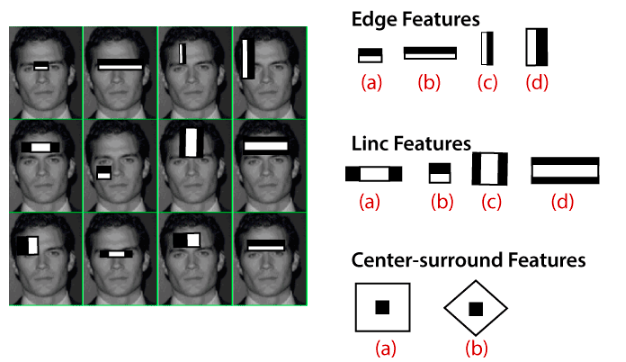 Edge Features
(a) (b) (c) (d)
Linc Features
(a) (b) (c) (d)
Center-surround Features
(a) (b)